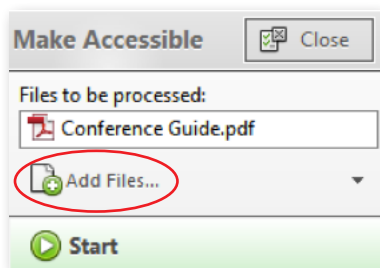 Make Accessible
Close
Files to be processed:
Conference Guide.pdf
Add Files...
Start